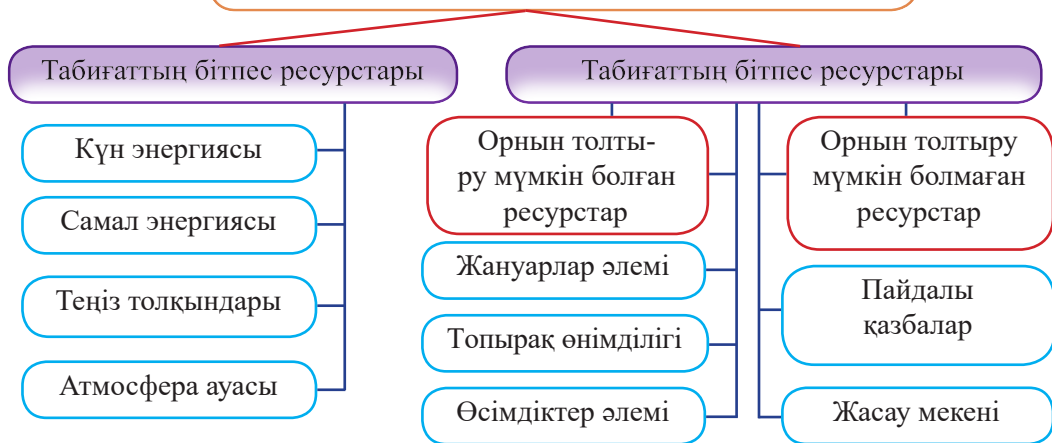 Табиғаттың бітпес ресурстары
Күн энергиясы
Самал энергиясы
Теңіз толқындары
Атмосфера ауасы
Табиғаттың бітпес ресурстары
Орнын толты-
ру мүмкін болған
ресурстар
Жануарлар әлемі
Топырақ өнімділігі
Өсімдіктер әлемі
Орнын толтыру
мүмкін болмаған
ресурстар
Пайдалы
қазбалар
Жасау мекені